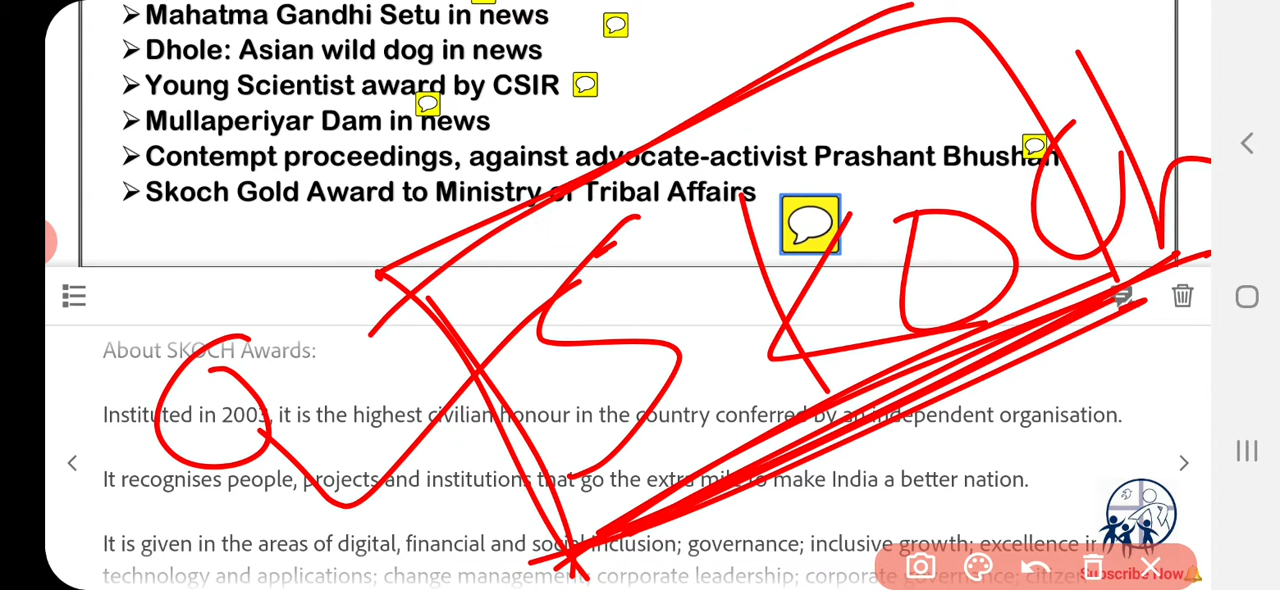 ➢ Mahatma Gandhi Setu in news
➢ Dhole: Asian wild dog in news
➢ Young Scientist award by CSIR
➢ Mullaperiyar Dam in news
➢ Contempt proceedings, against advocate-activist Prashant Bhushan
➢ Skoch Gold Award to Ministry of Tribal Affairs
About SKOCH Awards:
Instituted in 2003, it is the highest civilian honour in the country conferred by an independent organisation.
It recognises people, projects and institutions that go the extra mile to make India a better nation.
It is given in the areas of digital, financial and social inclusion; governance; inclusive growth; excellence in
technology and applications; change management; corporate leadership; corporate governance; citizen
Subscribe Now